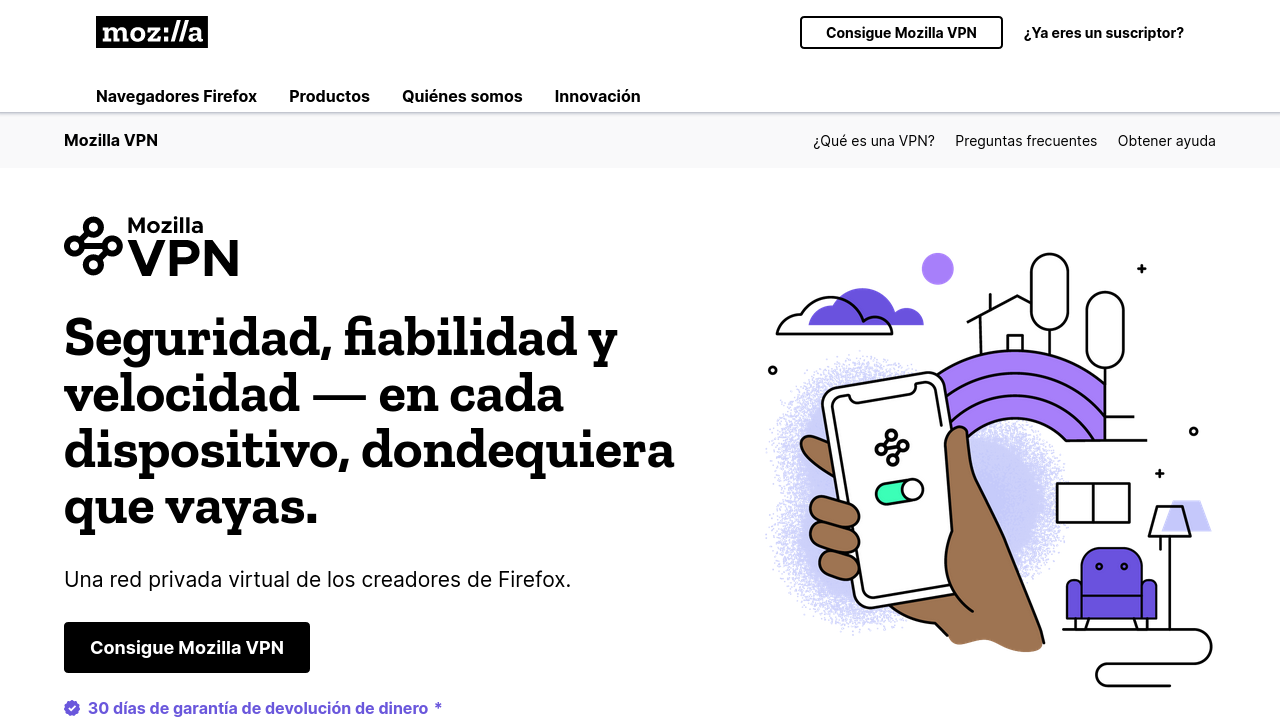 moz://a
Consigue Mozilla VPN
¿Ya eres un suscriptor?
Navegadores Firefox
Productos
Quiénes somos
Innovación
Mozilla VPN
¿Qué es una VPN?
Preguntas frecuentes
Obtener ayuda
Mozilla
VPN
Seguridad, fiabilidad y
velocidad — en cada
dispositivo, dondequiera
que vayas.
Una red privada virtual de los creadores de Firefox.
Consigue Mozilla VPN
30 días de garantía de devolución de dinero *